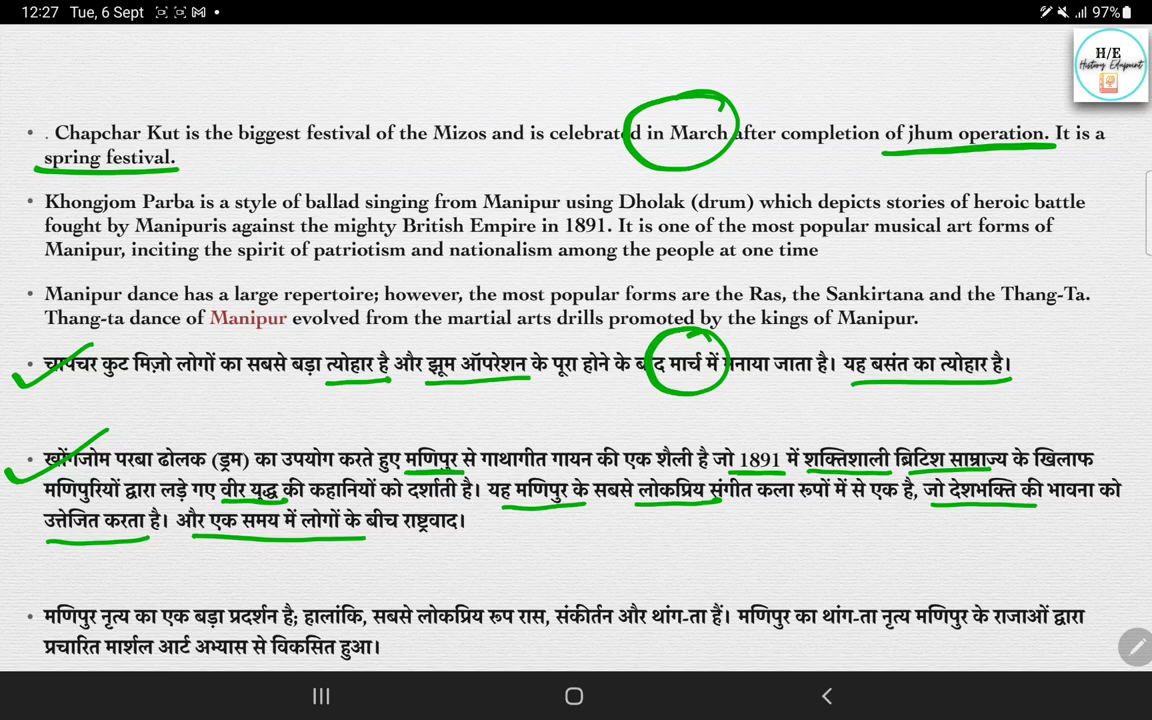 12:27 Tue, 6 Sept • 97%
H/E
History Edupoint
• . Chapchar Kut is the biggest festival of the Mizos and is celebrated in March after completion of jhum operation. It is a
spring festival.
• Khongjom Parba is a style of ballad singing from Manipur using Dholak (drum) which depicts stories of heroic battle
fought by Manipuris against the mighty British Empire in 1891. It is one of the most popular musical art forms of
Manipur, inciting the spirit of patriotism and nationalism among the people at one time
• Manipur dance has a large repertoire; however, the most popular forms are the Ras, the Sankirtana and the Thang-Ta.
Thang-ta dance of Manipur evolved from the martial arts drills promoted by the kings of Manipur.
• चापचर कुट मिज़ो लोगों का सबसे बड़ा त्योहार है और झूम ऑपरेशन के पूरा होने के बाद मार्च में मनाया जाता है। यह बसंत का त्योहार है।
• खोंगजोम परबा ढोलक (ड्रम) का उपयोग करते हुए मणिपुर से गाथागीत गायन की एक शैली है जो 1891 में शक्तिशाली ब्रिटिश साम्राज्य के खिलाफ
मणिपुरियों द्वारा लड़े गए वीर युद्ध की कहानियों को दर्शाती है। यह मणिपुर के सबसे लोकप्रिय संगीत कला रूपों में से एक है, जो देशभक्ति की भावना को
उत्तेजित करता है। और एक समय में लोगों के बीच राष्ट्रवाद।
• मणिपुर नृत्य का एक बड़ा प्रदर्शन है; हालांकि, सबसे लोकप्रिय रूप रास, संकीर्तन और थांग-ता हैं। मणिपुर का थांग-ता नृत्य मणिपुर के राजाओं द्वारा
प्रचारित मार्शल आर्ट अभ्यास से विकसित हुआ।